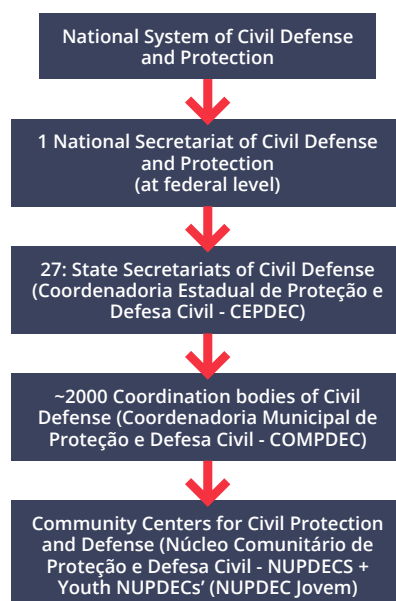 National System of Civil Defense
and Protection
1 National Secretariat of Civil Defense
and Protection
(at federal level)
27: State Secretariats of Civil Defense
(Coordenadoria Estadual de Proteção e
Defesa Civil - CEPDEC)
~2000 Coordination bodies of Civil
Defense (Coordenadoria Municipal de
Proteção e Defesa Civil - COMPDEC)
Community Centers for Civil Protection
and Defense (Núcleo Comunitário de
Proteção e Defesa Civil - NUPDECS +
Youth NUPDECs’ (NUPDEC Jovem)